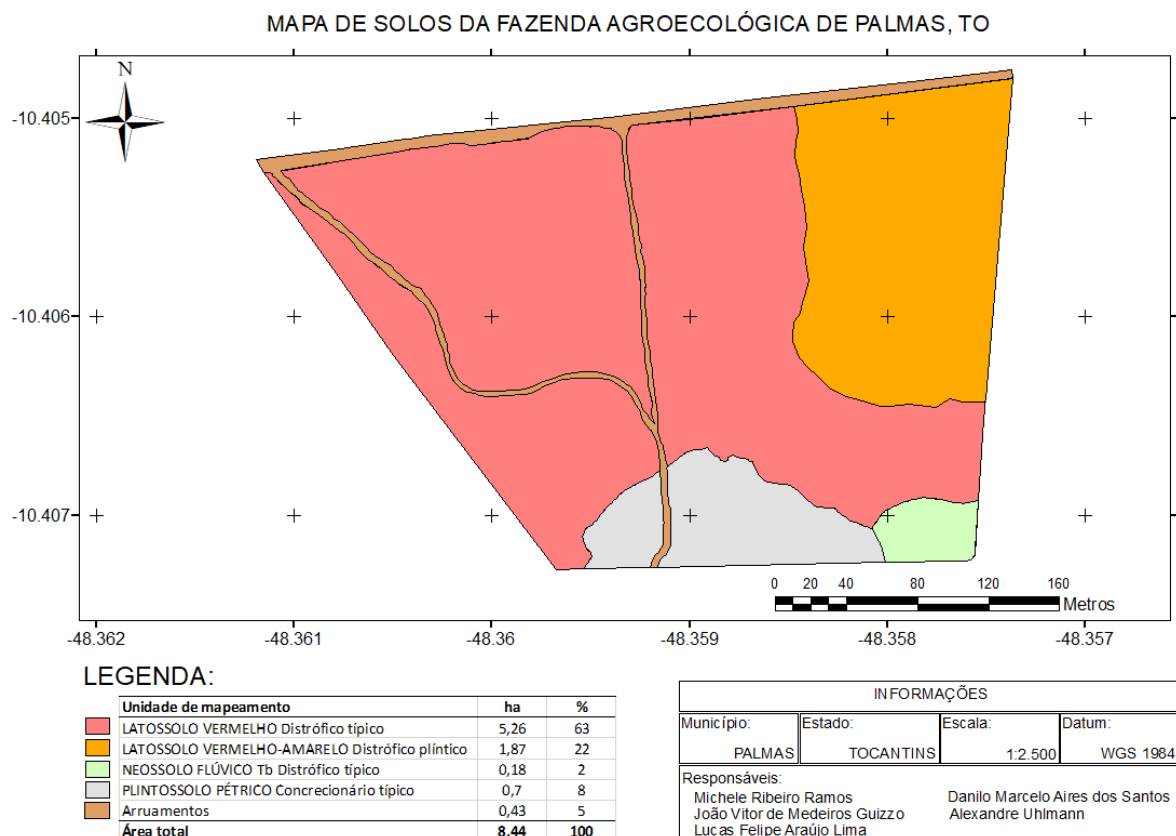 MAPA DE SOLOS DA FAZENDA AGROECOLÓGICA DE PALMAS, TO
N
-10.405
-10.406
-10.407
0 20 40 80 120 160
Metros
-48.362 -48.361 -48.36 -48.359 -48.358 -48.357
LEGENDA:
Unidade de mapeamento ha %
LATOSSOLO VERMELHO Distrófico típico 5,26 63
LATOSSOLO VERMELHO-AMARELO Distrófico plíntico 1,87 22
NEOSSOLO FLÚVICO Tb Distrófico típico 0,18 2
PLINTOSSOLO PÉTRICO Concrecionário típico 0,7 8
Arruamentos 0,43 5
Área total 8,44 100
INFORMAÇÕES
Município: Estado: Escala: Datum:
PALMAS TOCANTINS 1:2.500 WGS 1984
Responsáveis:
Michele Ribeiro Ramos Danilo Marcelo Aires dos Santos
João Vitor de Medeiros Guizzo Alexandre Uhlmann
Lucas Felipe Araújo Lima